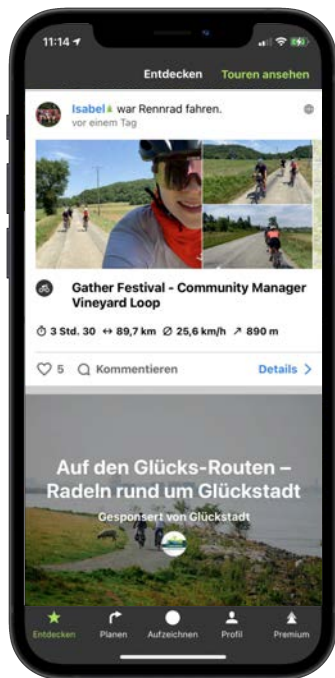 11:14
Entdecken Touren ansehen
Isabel war Rennrad fahren.
vor einem Tag
Gather Festival - Community Manager
Vineyard Loop
3 Std. 30 ↔ 89,7 km Ø 25,6 km/h ↗ 890 m
5 Kommentieren Details >
Auf den Glücks-Routen –
Radeln rund um Glückstadt
Gesponsert von Glückstadt
Entdecken Planen Aufzeichnen Profil Premium